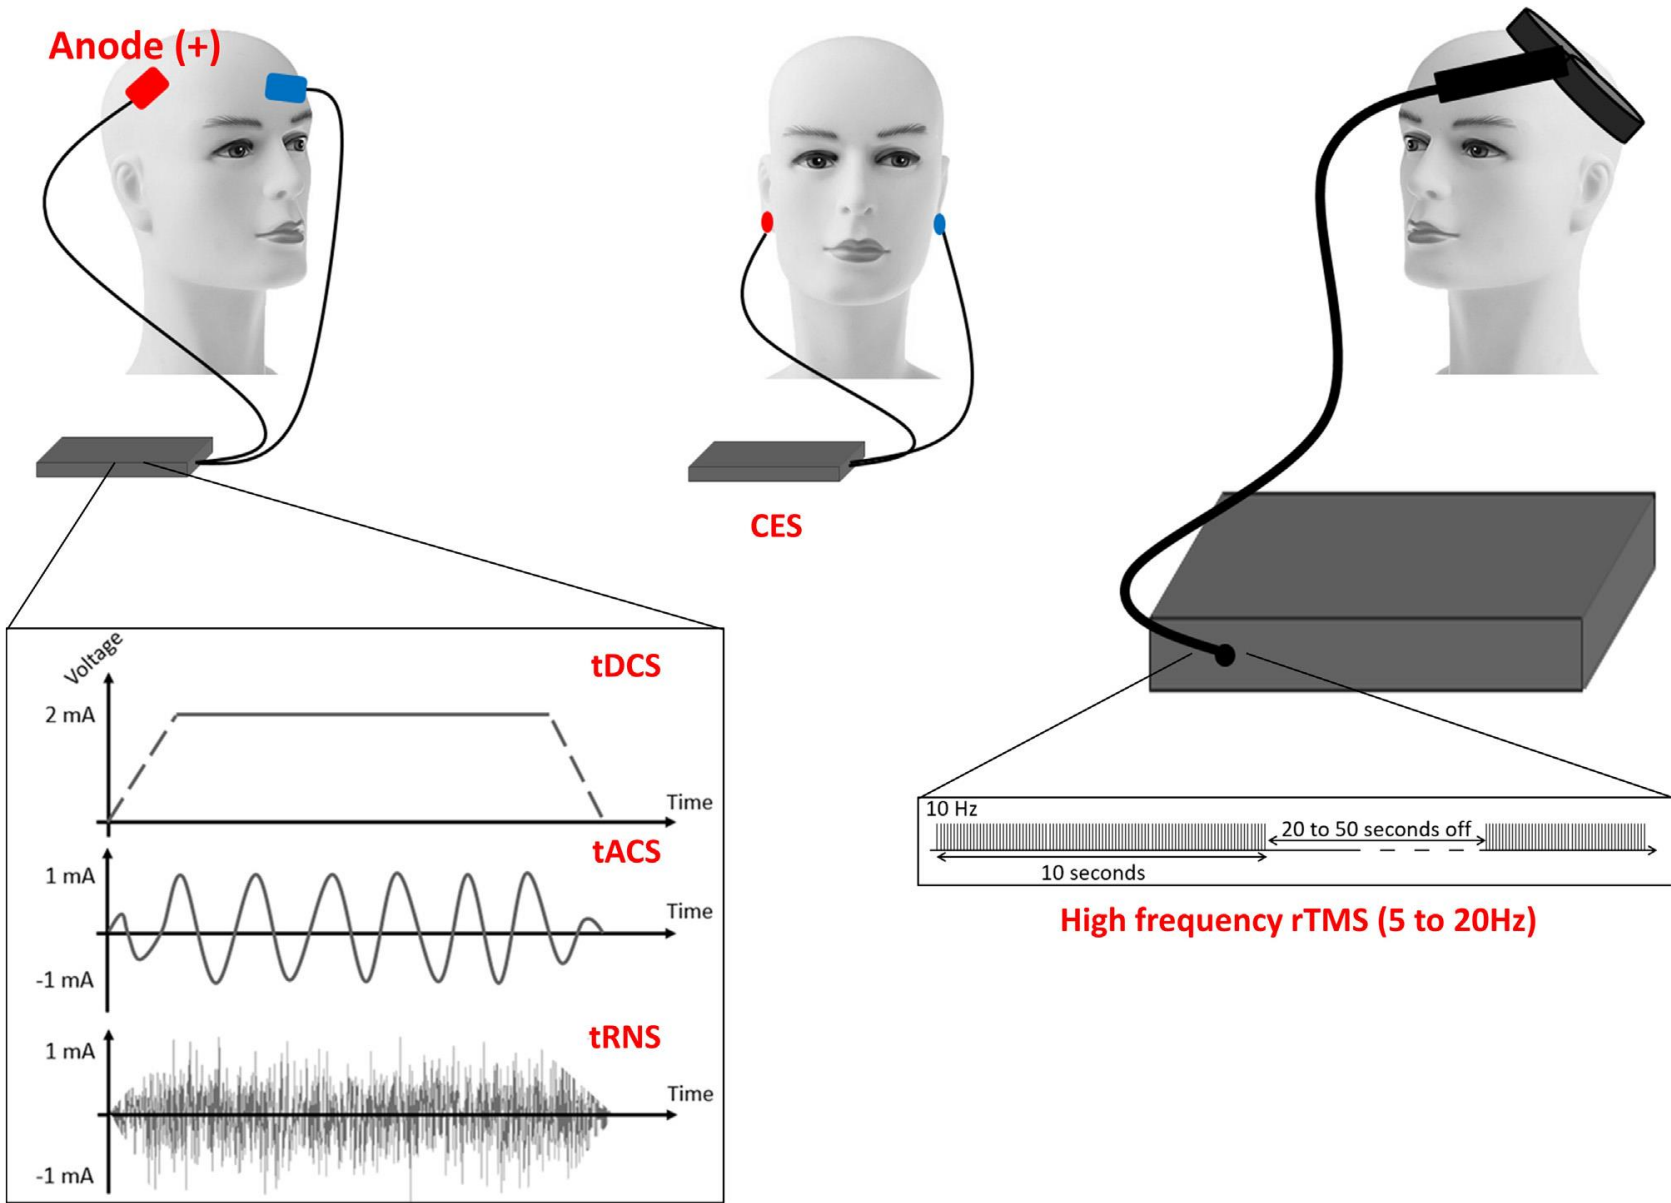 Anode (+)
CES
Voltage
tDCS
2 mA
Time
tACS
1 mA
Time
-1 mA
tRNS
1 mA
Time
-1 mA
10 Hz
20 to 50 seconds off
10 seconds
High frequency rTMS (5 to 20Hz)